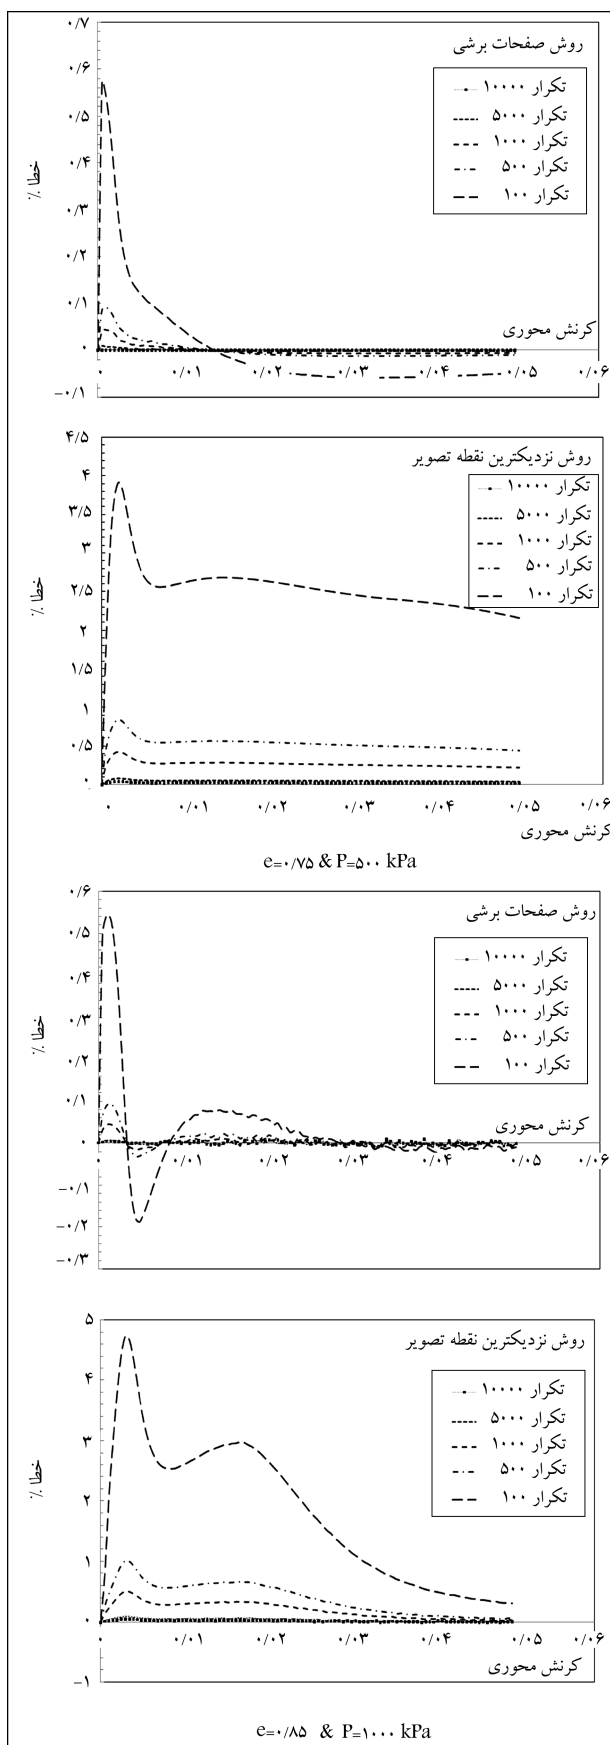 ۰/۷
روش صفحات برشی
۰/۶
تکرار ۱۰۰۰۰
۰/۵
تکرار ۵۰۰۰
تکرار ۱۰۰۰
۰/۴
تکرار ۵۰۰
خطا ٪
تکرار ۱۰۰
۰/۳
۰/۲
۰/۱
کرنش محوری
۰
۰ ۰/۰۱ ۰/۰۲ ۰/۰۳ ۰/۰۴ ۰/۰۵ ۰/۰۶
−۰/۱
۴/۵
روش نزدیکترین نقطه تصویر
۴
تکرار ۱۰۰۰۰
۳/۵
تکرار ۵۰۰۰
تکرار ۱۰۰۰
۳
تکرار ۵۰۰
۲/۵
تکرار ۱۰۰
خطا ٪
۲
۱/۵
۱
۰/۵
۰
۰ ۰/۰۱ ۰/۰۲ ۰/۰۳ ۰/۰۴ ۰/۰۵ ۰/۰۶
کرنش محوری
e=۰/۷۵ & P=۵۰۰ kPa
۰/۶
روش صفحات برشی
۰/۵
تکرار ۱۰۰۰۰
۰/۴
تکرار ۵۰۰۰
تکرار ۱۰۰۰
۰/۳
تکرار ۵۰۰
خطا ٪
تکرار ۱۰۰
۰/۲
۰/۱
کرنش محوری
۰
۰ ۰/۰۱ ۰/۰۲ ۰/۰۳ ۰/۰۴ ۰/۰۵ ۰/۰۶
−۰/۱
−۰/۲
−۰/۳
۵
روش نزدیکترین نقطه تصویر
۴
تکرار ۱۰۰۰۰
تکرار ۵۰۰۰
تکرار ۱۰۰۰
۳
تکرار ۵۰۰
خطا ٪
تکرار ۱۰۰
۲
۱
۰
۰ ۰/۰۱ ۰/۰۲ ۰/۰۳ ۰/۰۴ ۰/۰۵ ۰/۰۶
کرنش محوری
−۱
e=۰/۸۵ & P=۱۰۰۰ kPa